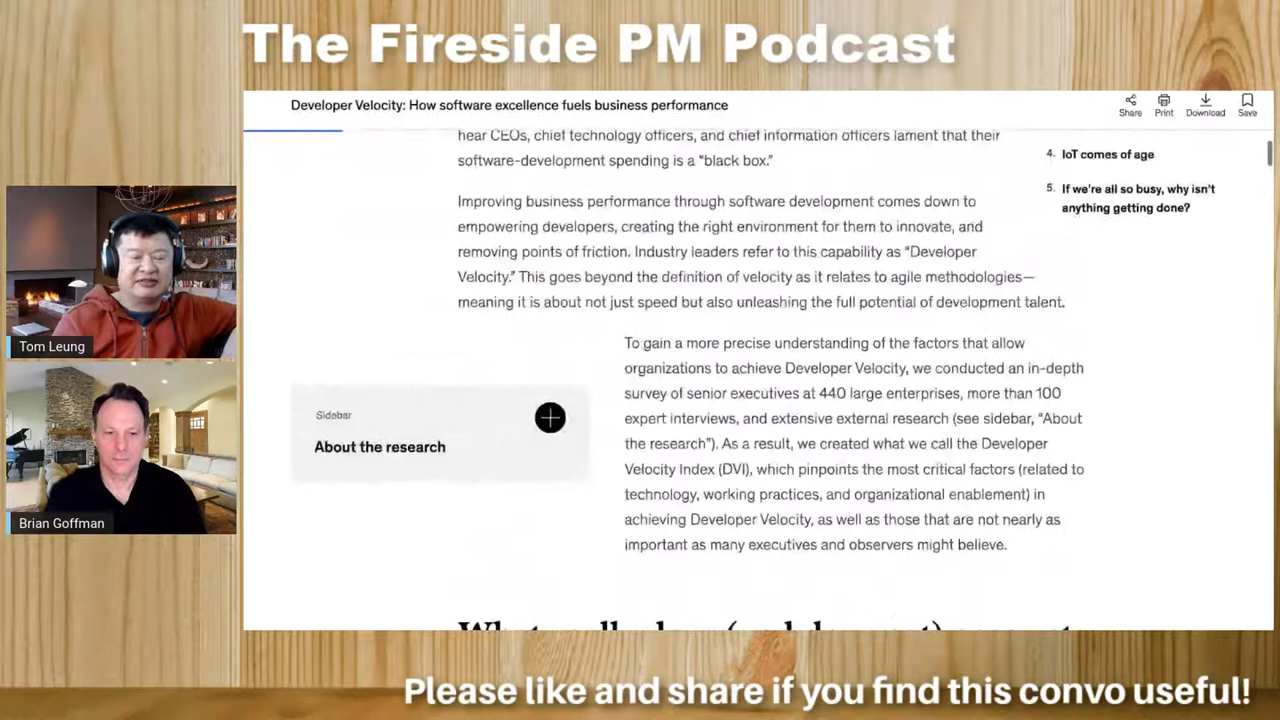 The Fireside PM Podcast
Developer Velocity: How software excellence fuels business performance
Share
Print
Download
Save
hear CEOs, chief technology officers, and chief information officers lament that their
software-development spending is a “black box.”
4. IoT comes of age
5. If we’re all so busy, why isn’t
anything getting done?
Improving business performance through software development comes down to
empowering developers, creating the right environment for them to innovate, and
removing points of friction. Industry leaders refer to this capability as “Developer
Velocity.” This goes beyond the definition of velocity as it relates to agile methodologies—
meaning it is about not just speed but also unleashing the full potential of development talent.
Sidebar
About the research
To gain a more precise understanding of the factors that allow
organizations to achieve Developer Velocity, we conducted an in-depth
survey of senior executives at 440 large enterprises, more than 100
expert interviews, and extensive external research (see sidebar, “About
the research”). As a result, we created what we call the Developer
Velocity Index (DVI), which pinpoints the most critical factors (related to
technology, working practices, and organizational enablement) in
achieving Developer Velocity, as well as those that are not nearly as
important as many executives and observers might believe.
Tom Leung
Brian Goffman
Please like and share if you find this convo useful!